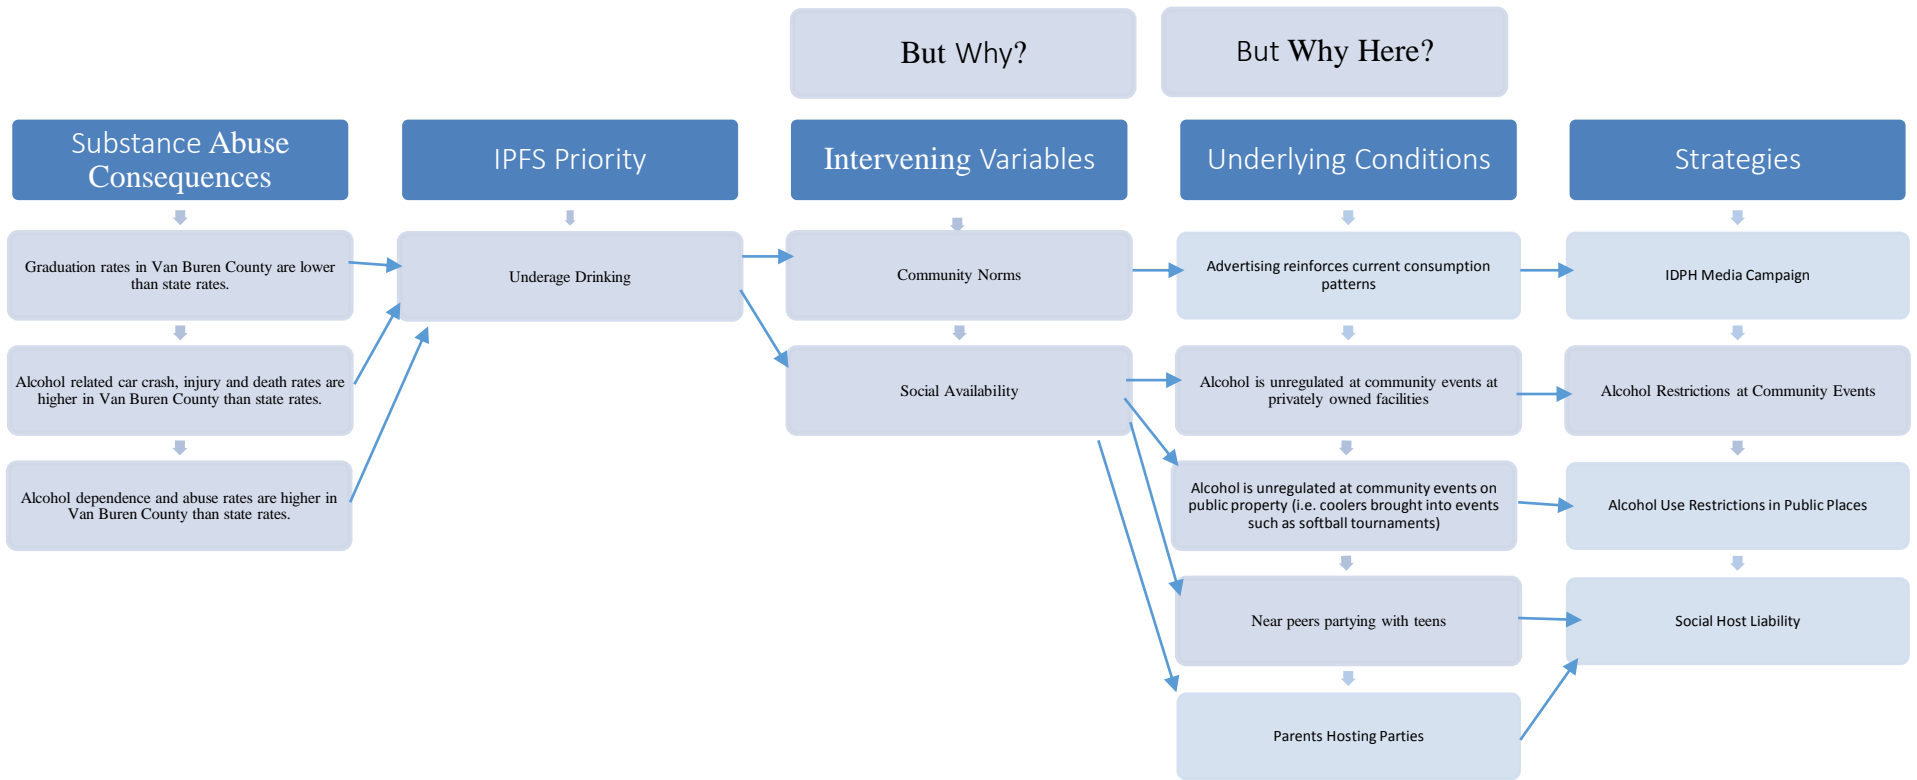 But Why?
But Why Here?
Substance Abuse
Consequences
IPFS Priority
Intervening Variables
Underlying Conditions
Strategies
Graduation rates in Van Buren County are lower
than state rates.
Underage Drinking
Community Norms
Advertising reinforces current consumption
patterns
IDPH Media Campaign
Alcohol related car crash, injury and death rates are
higher in Van Buren County than state rates.
Social Availability
Alcohol is unregulated at community events at
privately owned facilities
Alcohol Restrictions at Community Events
Alcohol dependence and abuse rates are higher in
Van Buren County than state rates.
Alcohol is unregulated at community events on
public property (i.e. coolers brought into events
such as softball tournaments)
Alcohol Use Restrictions in Public Places
Near peers partying with teens
Social Host Liability
Parents Hosting Parties